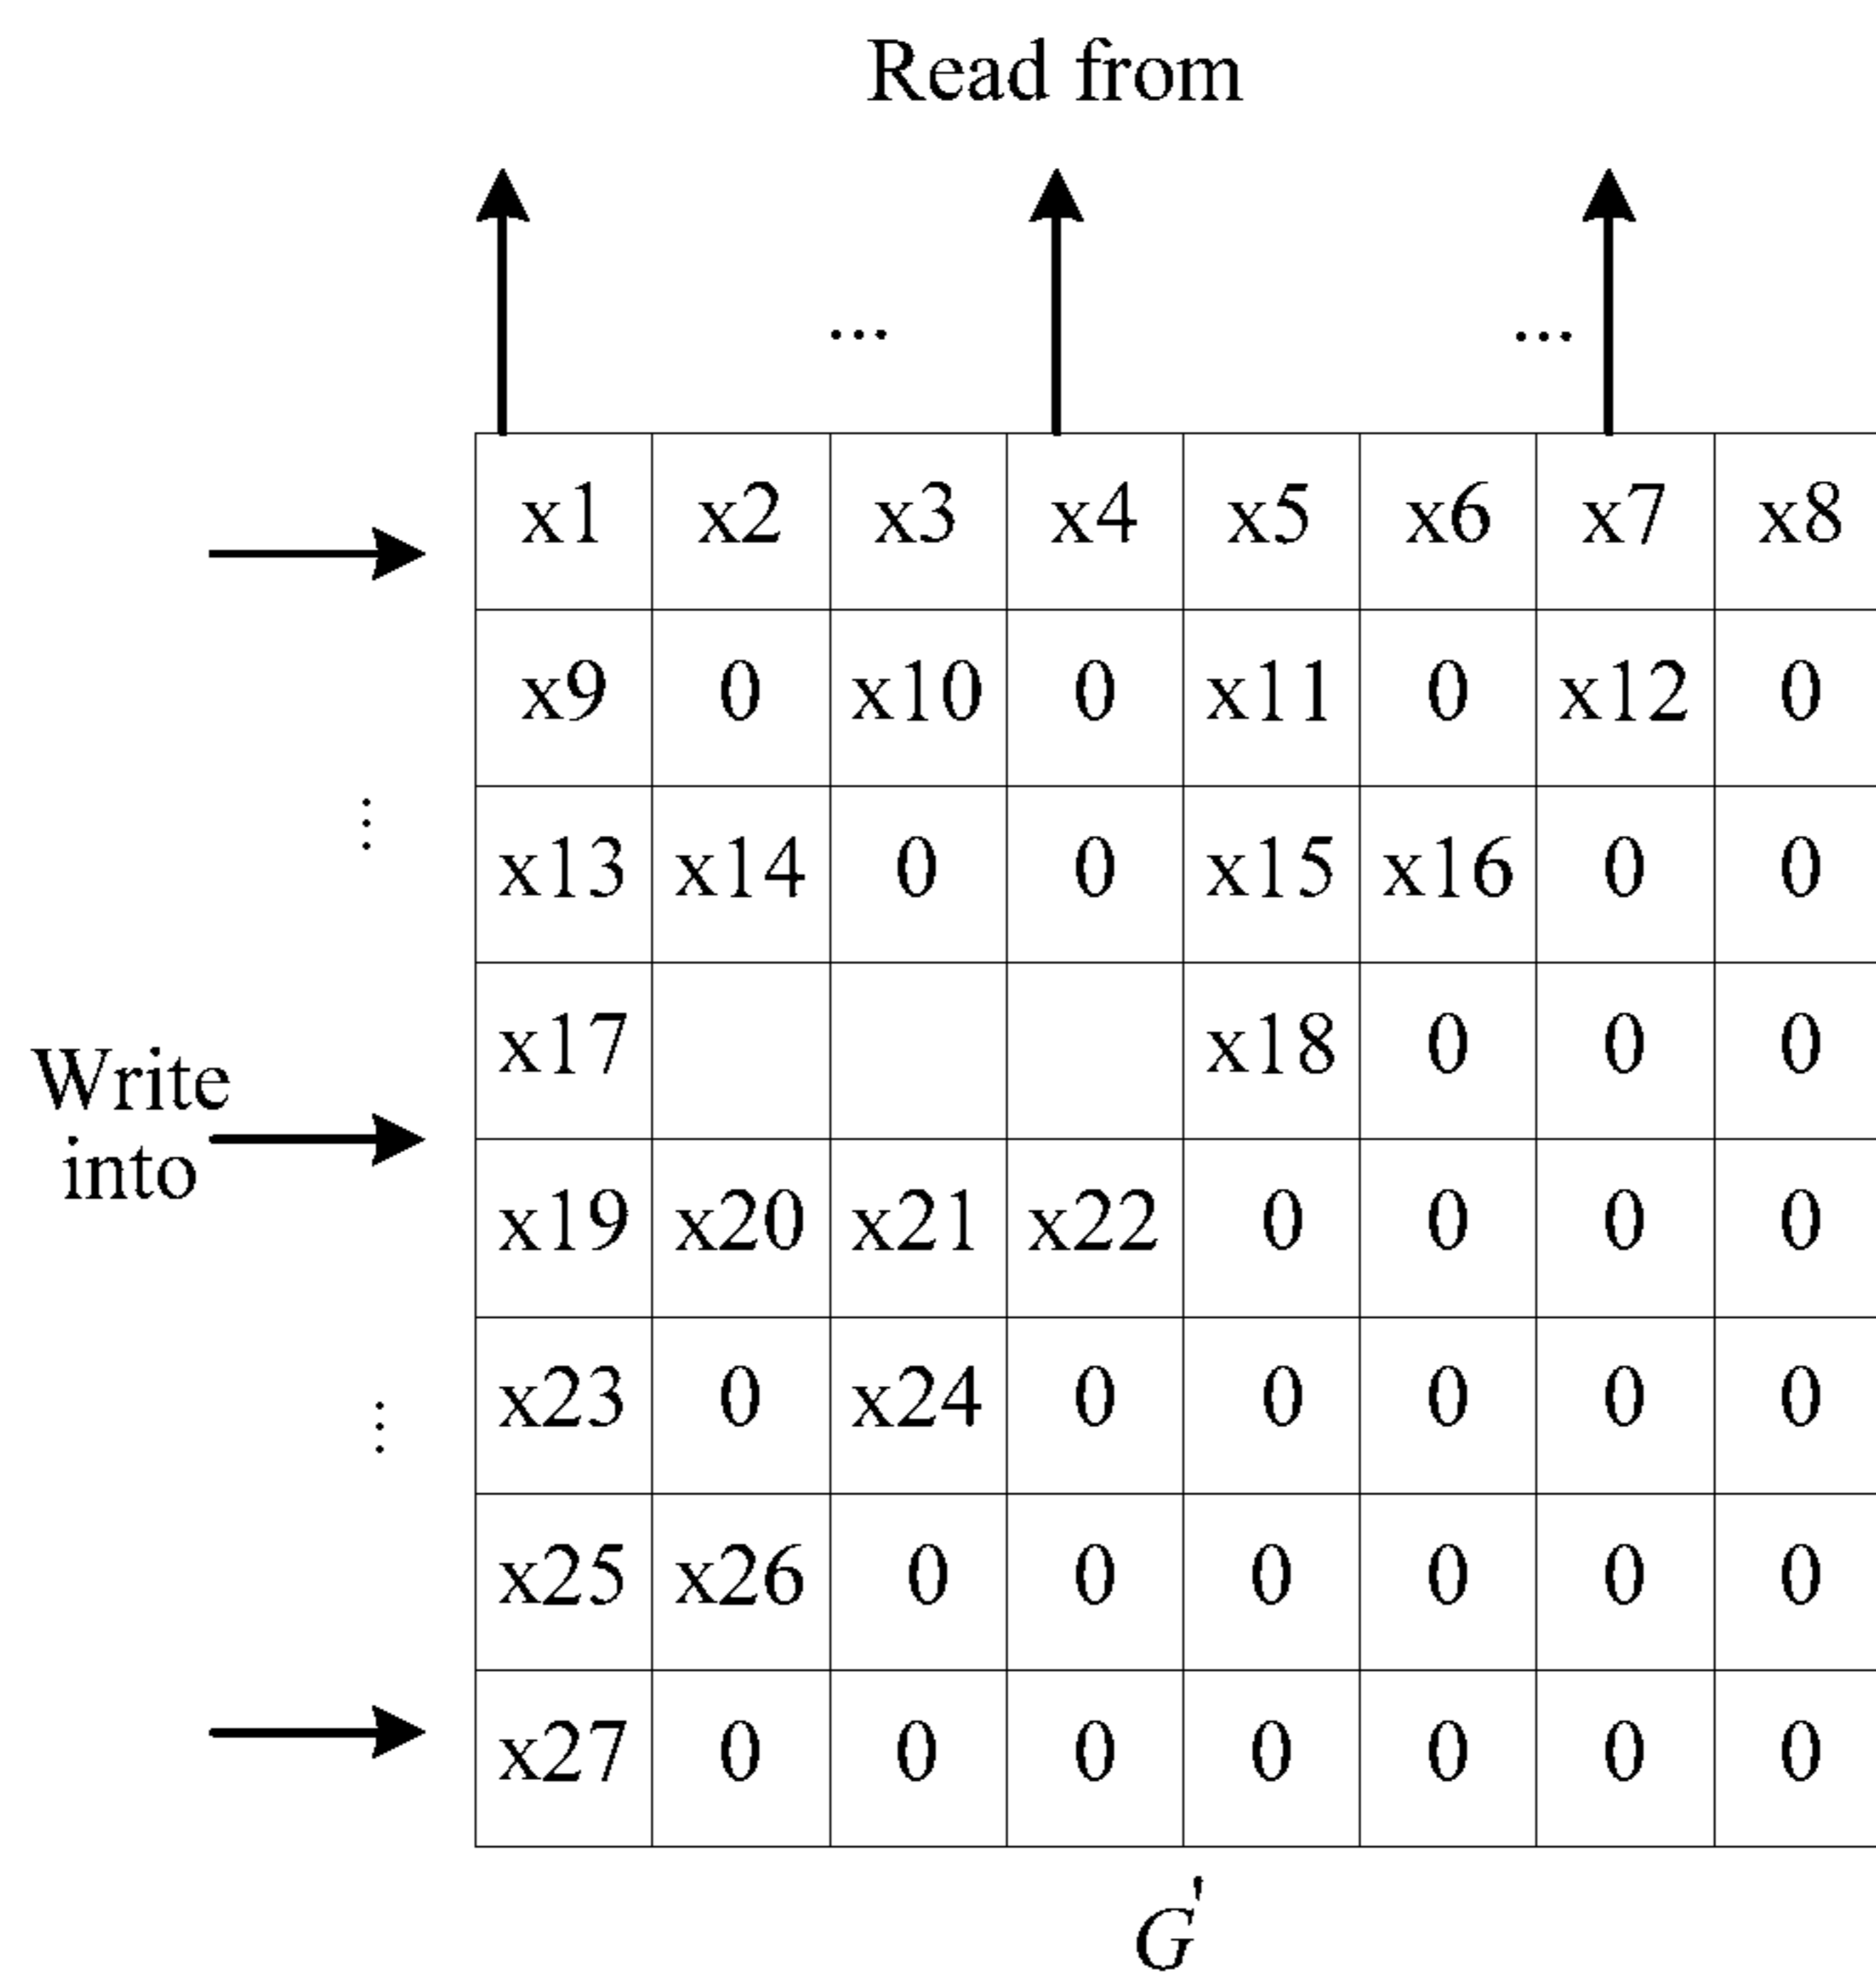 Read from
... ...
x1 x2 x3 x4 x5 x6 x7 x8
x9 0 x10 0 x11 0 x12 0
x13 x14 0 0 x15 x16 0 0
x17 x18 0 0 0
Write
into
x19 x20 x21 x22 0 0 0 0
x23 0 x24 0 0 0 0 0
x25 x26 0 0 0 0 0 0
x27 0 0 0 0 0 0 0
G'